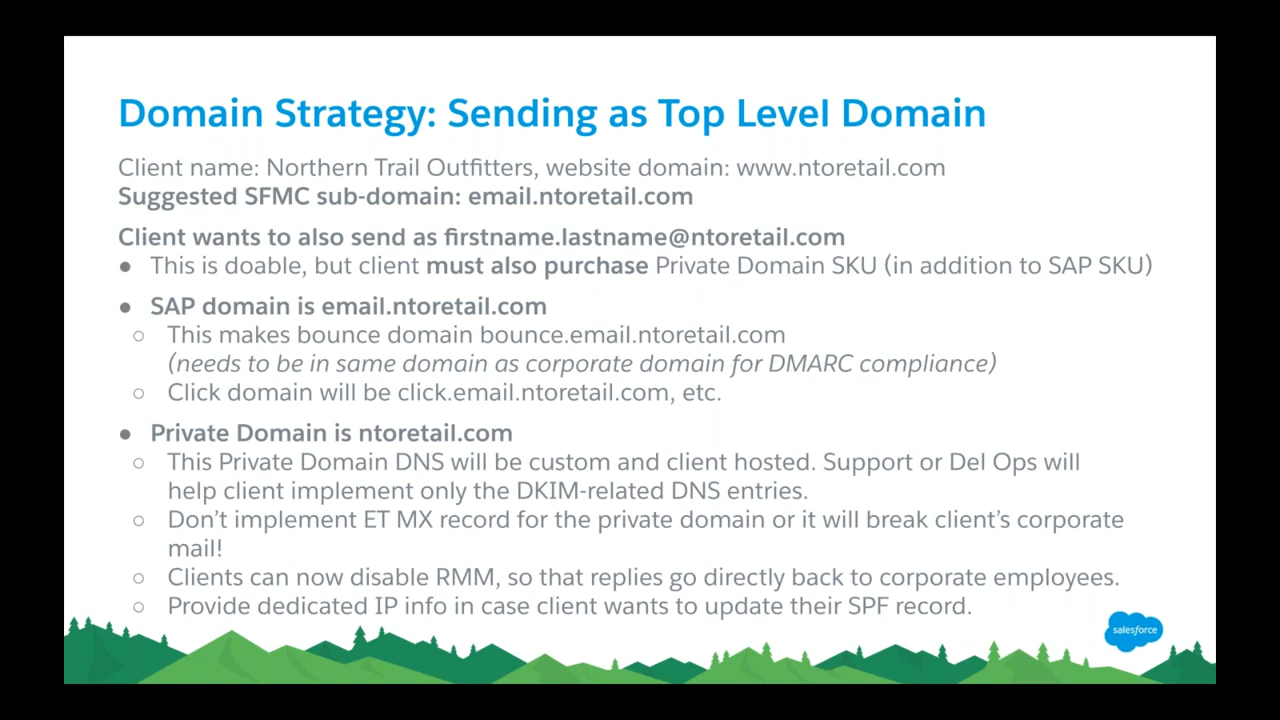 Domain Strategy: Sending as Top Level Domain
Client name: Northern Trail Outfitters, website domain: www.ntoretail.com
Suggested SFMC sub-domain: email.ntoretail.com
Client wants to also send as firstname.lastname@ntoretail.com
● This is doable, but client must also purchase Private Domain SKU (in addition to SAP SKU)
● SAP domain is email.ntoretail.com
○ This makes bounce domain bounce.email.ntoretail.com
(needs to be in same domain as corporate domain for DMARC compliance)
○ Click domain will be click.email.ntoretail.com, etc.
● Private Domain is ntoretail.com
○ This Private Domain DNS will be custom and client hosted. Support or Del Ops will
help client implement only the DKIM-related DNS entries.
○ Don’t implement ET MX record for the private domain or it will break client’s corporate
mail!
○ Clients can now disable RMM, so that replies go directly back to corporate employees.
○ Provide dedicated IP info in case client wants to update their SPF record.
salesforce